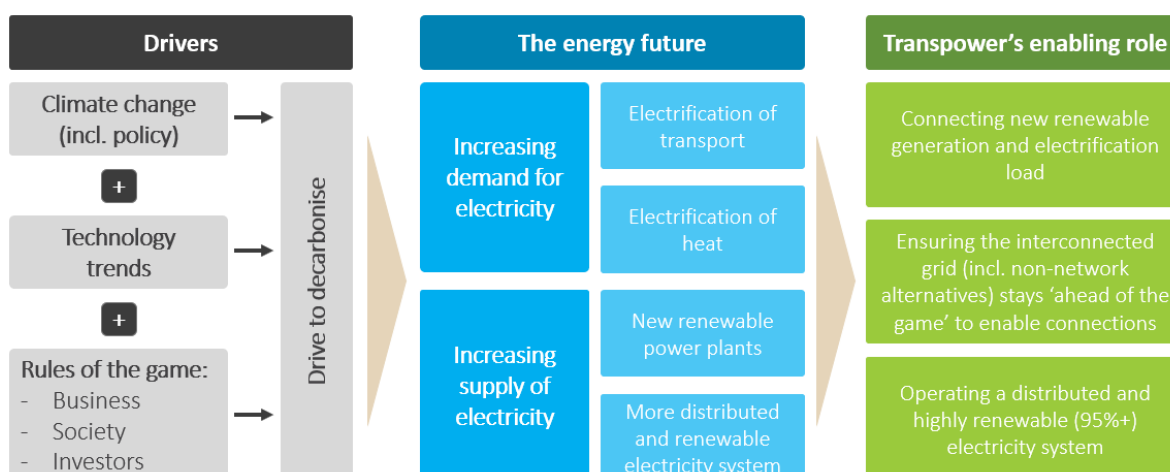 Drivers
Climate change
(incl. policy)
+
Technology
trends
+
Rules of the game:
- Business
- Society
- Investors
Drive to decarbonise
The energy future
Increasing
demand for
electricity
Electrification of
transport
Electrification of
heat
Increasing
supply of
electricity
New renewable
power plants
More distributed
and renewable
electricity system
Transpower’s enabling role
Connecting new renewable
generation and electrification
load
Ensuring the interconnected
grid (incl. non-network
alternatives) stays ‘ahead of the
game’ to enable connections
Operating a distributed and
highly renewable (95%+)
electricity system